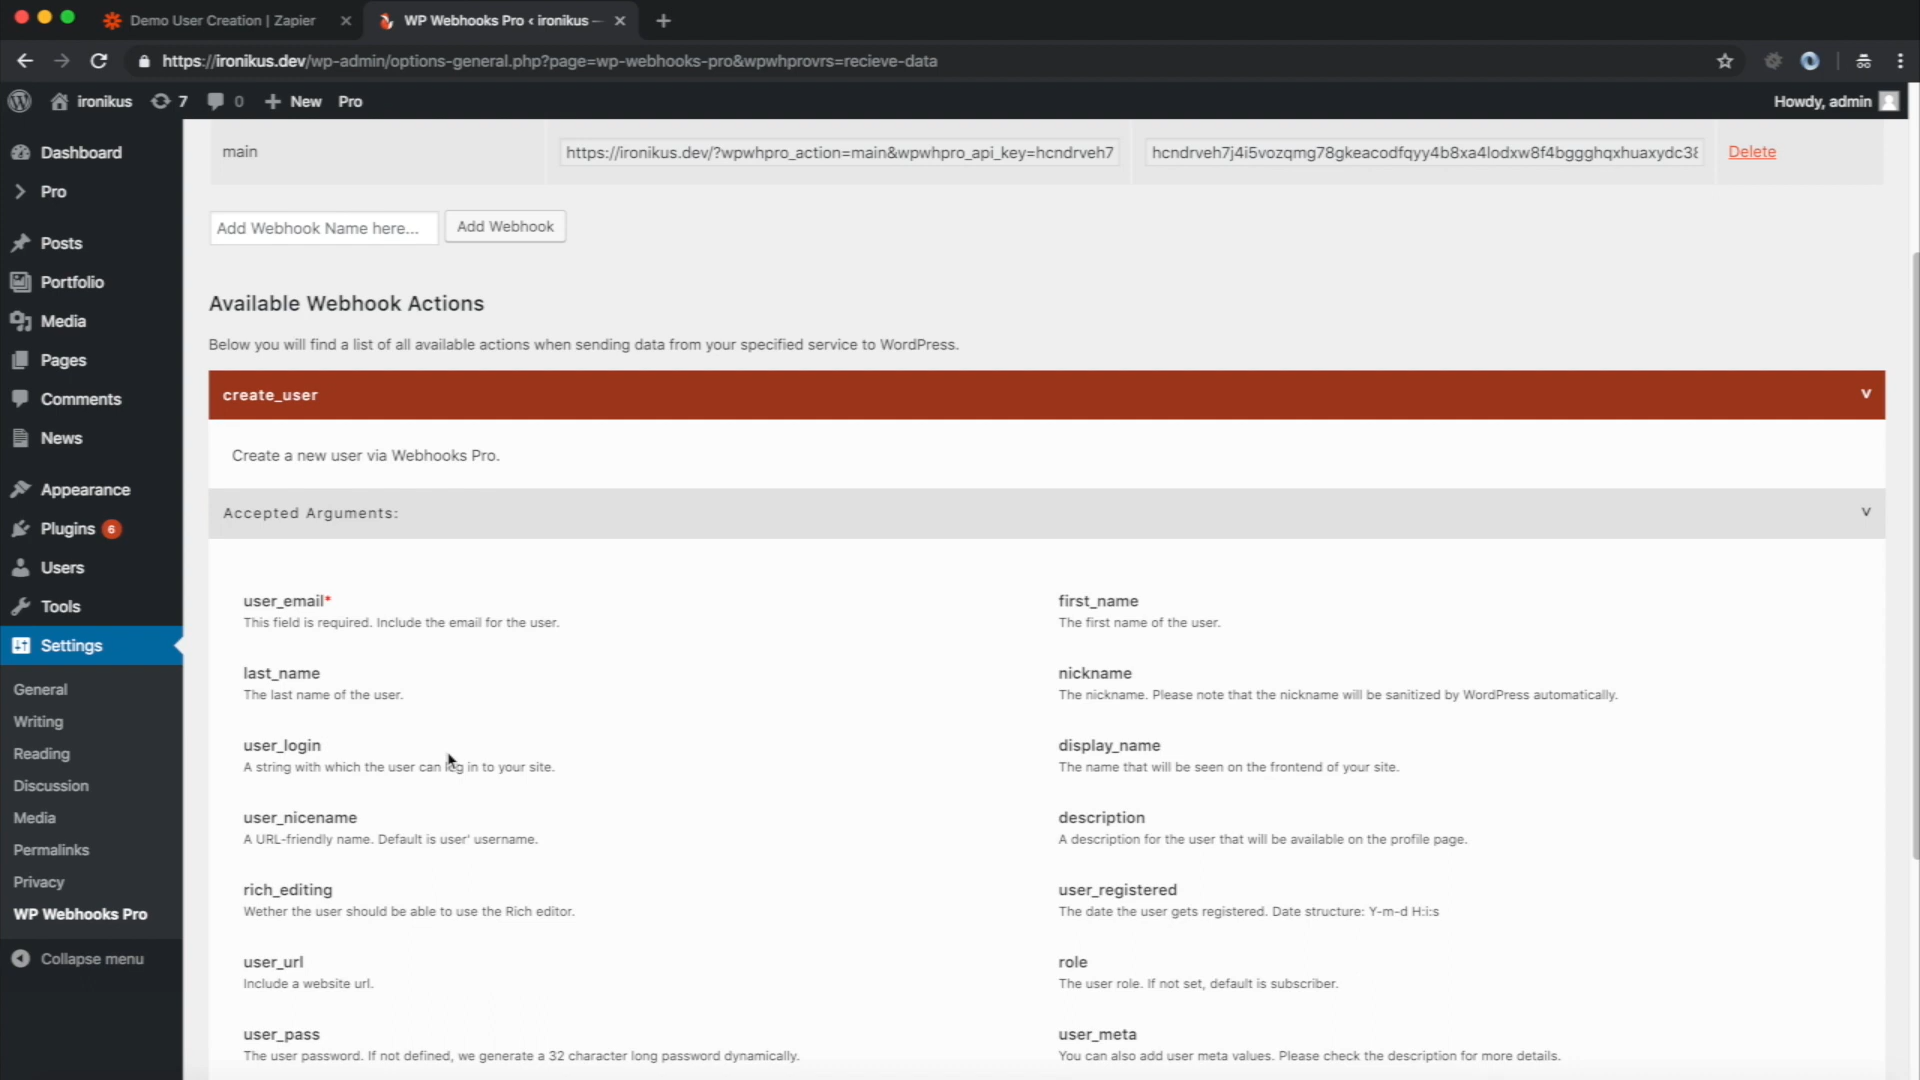 Demo User Creation | Zapier
WP Webhooks Pro ‹ ironikus —
https://ironikus.dev/wp-admin/options-general.php?page=wp-webhooks-pro&wpwhprovrs=recieve-data
ironikus
7
0
New
Pro
Howdy, admin
Dashboard
Pro
Posts
Portfolio
Media
Pages
Comments
News
Appearance
Plugins 6
Users
Tools
Settings
General
Writing
Reading
Discussion
Media
Permalinks
Privacy
WP Webhooks Pro
Collapse menu
main
https://ironikus.dev/?wpwhpro_action=main&wpwhpro_api_key=hcndrveh7
hcndrveh7j4i5vozqmg78gkeacodfqyy4b8xa4lodxw8f4bggghqxhuaxydc38
Delete
Add Webhook Name here...
Add Webhook
Available Webhook Actions
Below you will find a list of all available actions when sending data from your specified service to WordPress.
create_user
v
Create a new user via Webhooks Pro.
Accepted Arguments:
v
user_email*
This field is required. Include the email for the user.
first_name
The first name of the user.
last_name
The last name of the user.
nickname
The nickname. Please note that the nickname will be sanitized by WordPress automatically.
user_login
A string with which the user can log in to your site.
display_name
The name that will be seen on the frontend of your site.
user_nicename
A URL-friendly name. Default is user' username.
description
A description for the user that will be available on the profile page.
rich_editing
Wether the user should be able to use the Rich editor.
user_registered
The date the user gets registered. Date structure: Y-m-d H:i:s
user_url
Include a website url.
role
The user role. If not set, default is subscriber.
user_pass
The user password. If not defined, we generate a 32 character long password dynamically.
user_meta
You can also add user meta values. Please check the description for more details.